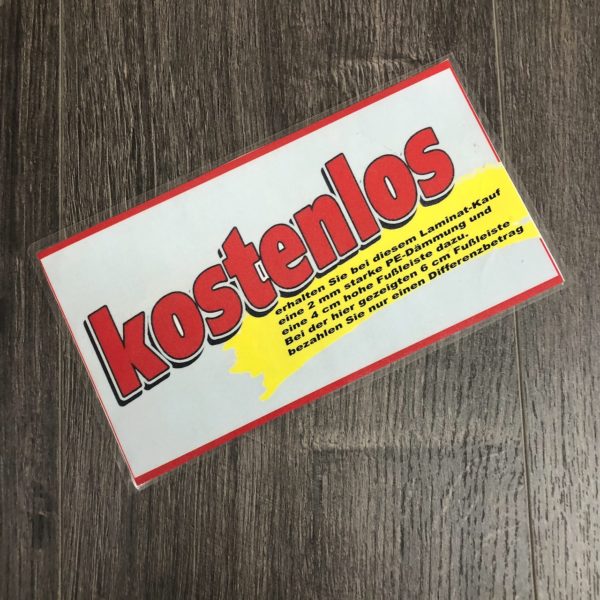 kostenlos
erhalten Sie bei diesem Laminat-Kauf
eine 2 mm starke PE-Dämmung und
eine 4 cm hohe Fußleiste dazu.
Bei der hier gezeigten 6 cm Fußleiste
bezahlen Sie nur einen Differenzbetrag